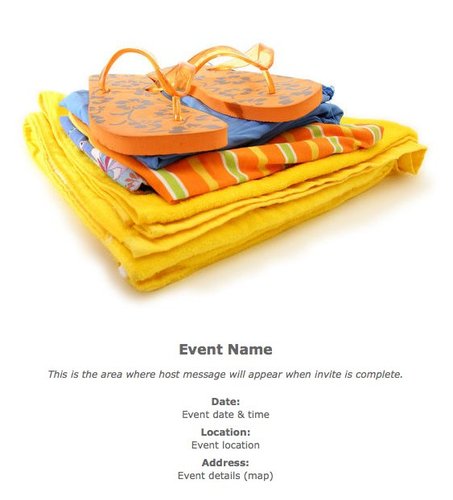 Event Name
This is the area where host message will appear when invite is complete.
Date:
Event date & time
Location:
Event location
Address:
Event details (map)